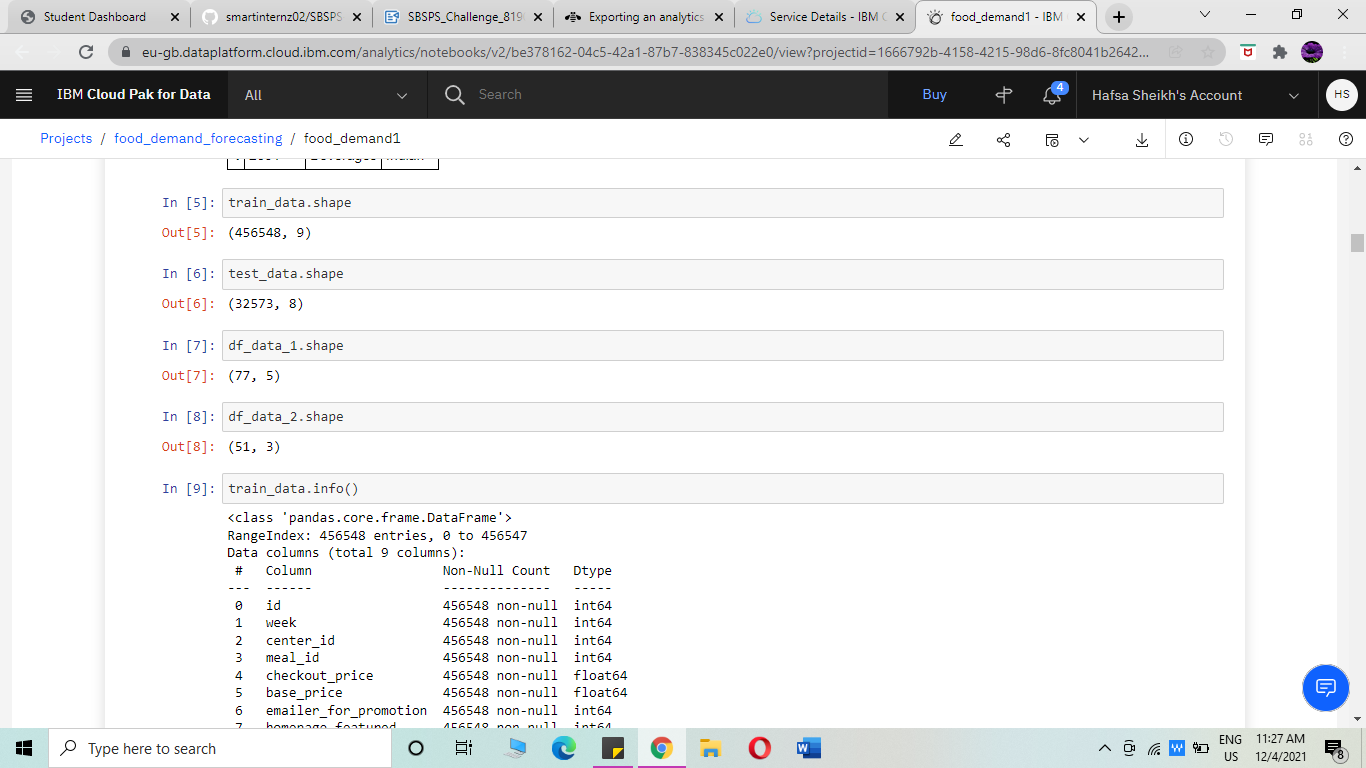 Student Dashboard
smartinternz02/SBSPS
SBSPS_Challenge_819
Exporting an analytics
Service Details - IBM C
food_demand1 - IBM
eu-gb.dataplatform.cloud.ibm.com/analytics/notebooks/v2/be378162-04c5-42a1-87b7-838345c022e0/view?projectid=1666792b-4158-4215-98d6-8fc8041b2642...
IBM Cloud Pak for Data
All
Search
Buy
4
Hafsa Sheikh's Account
HS
Projects / food_demand_forecasting / food_demand1
In [5]: train_data.shape
Out[5]: (456548, 9)
In [6]: test_data.shape
Out[6]: (32573, 8)
In [7]: df_data_1.shape
Out[7]: (77, 5)
In [8]: df_data_2.shape
Out[8]: (51, 3)
In [9]: train_data.info()
<class 'pandas.core.frame.DataFrame'>
RangeIndex: 456548 entries, 0 to 456547
Data columns (total 9 columns):
# Column Non-Null Count Dtype
--- ------ -------------- -----
0 id 456548 non-null int64
1 week 456548 non-null int64
2 center_id 456548 non-null int64
3 meal_id 456548 non-null int64
4 checkout_price 456548 non-null float64
5 base_price 456548 non-null float64
6 emailer_for_promotion 456548 non-null int64
7 homepage_featured 456548 non-null int64
Type here to search
ENG
US
11:27 AM
12/4/2021
8